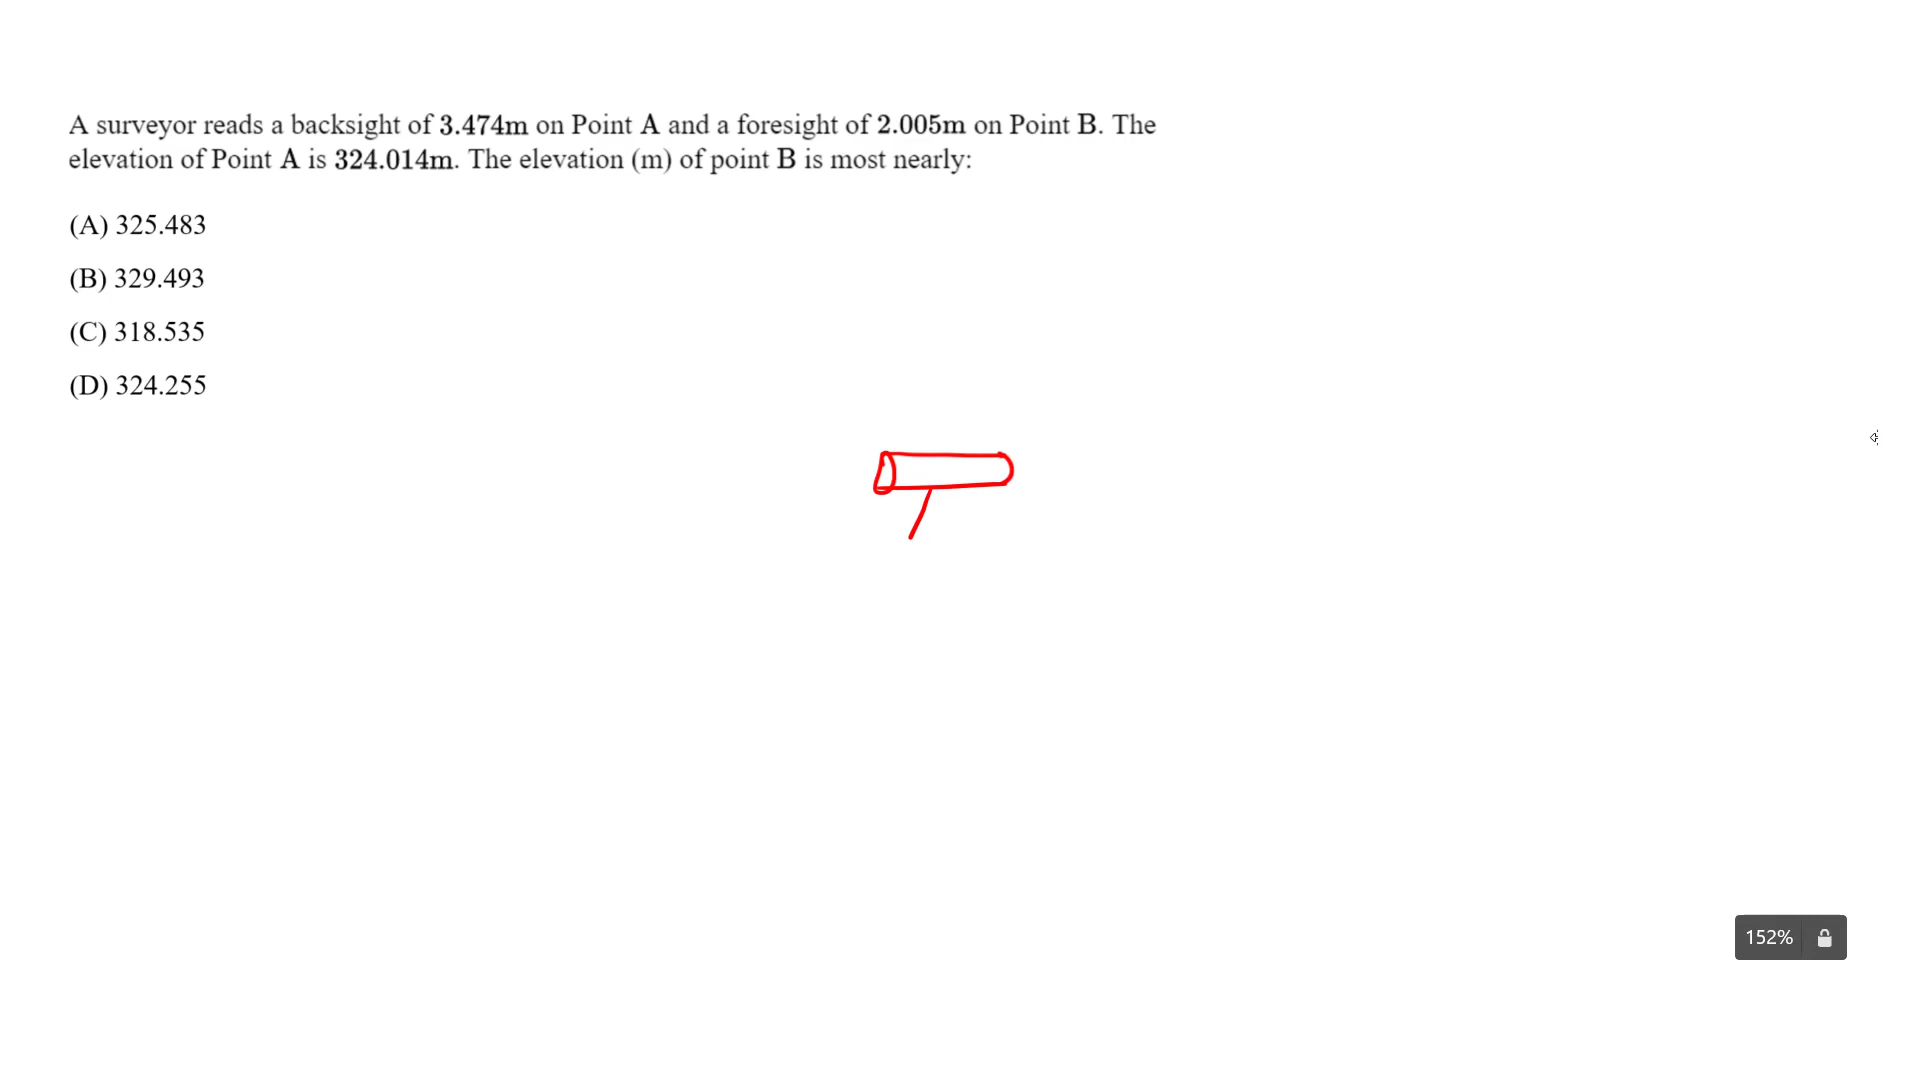 A surveyor reads a backsight of 3.474m on Point A and a foresight of 2.005m on Point B. The
elevation of Point A is 324.014m. The elevation (m) of point B is most nearly:
(A) 325.483
(B) 329.493
(C) 318.535
(D) 324.255
152%